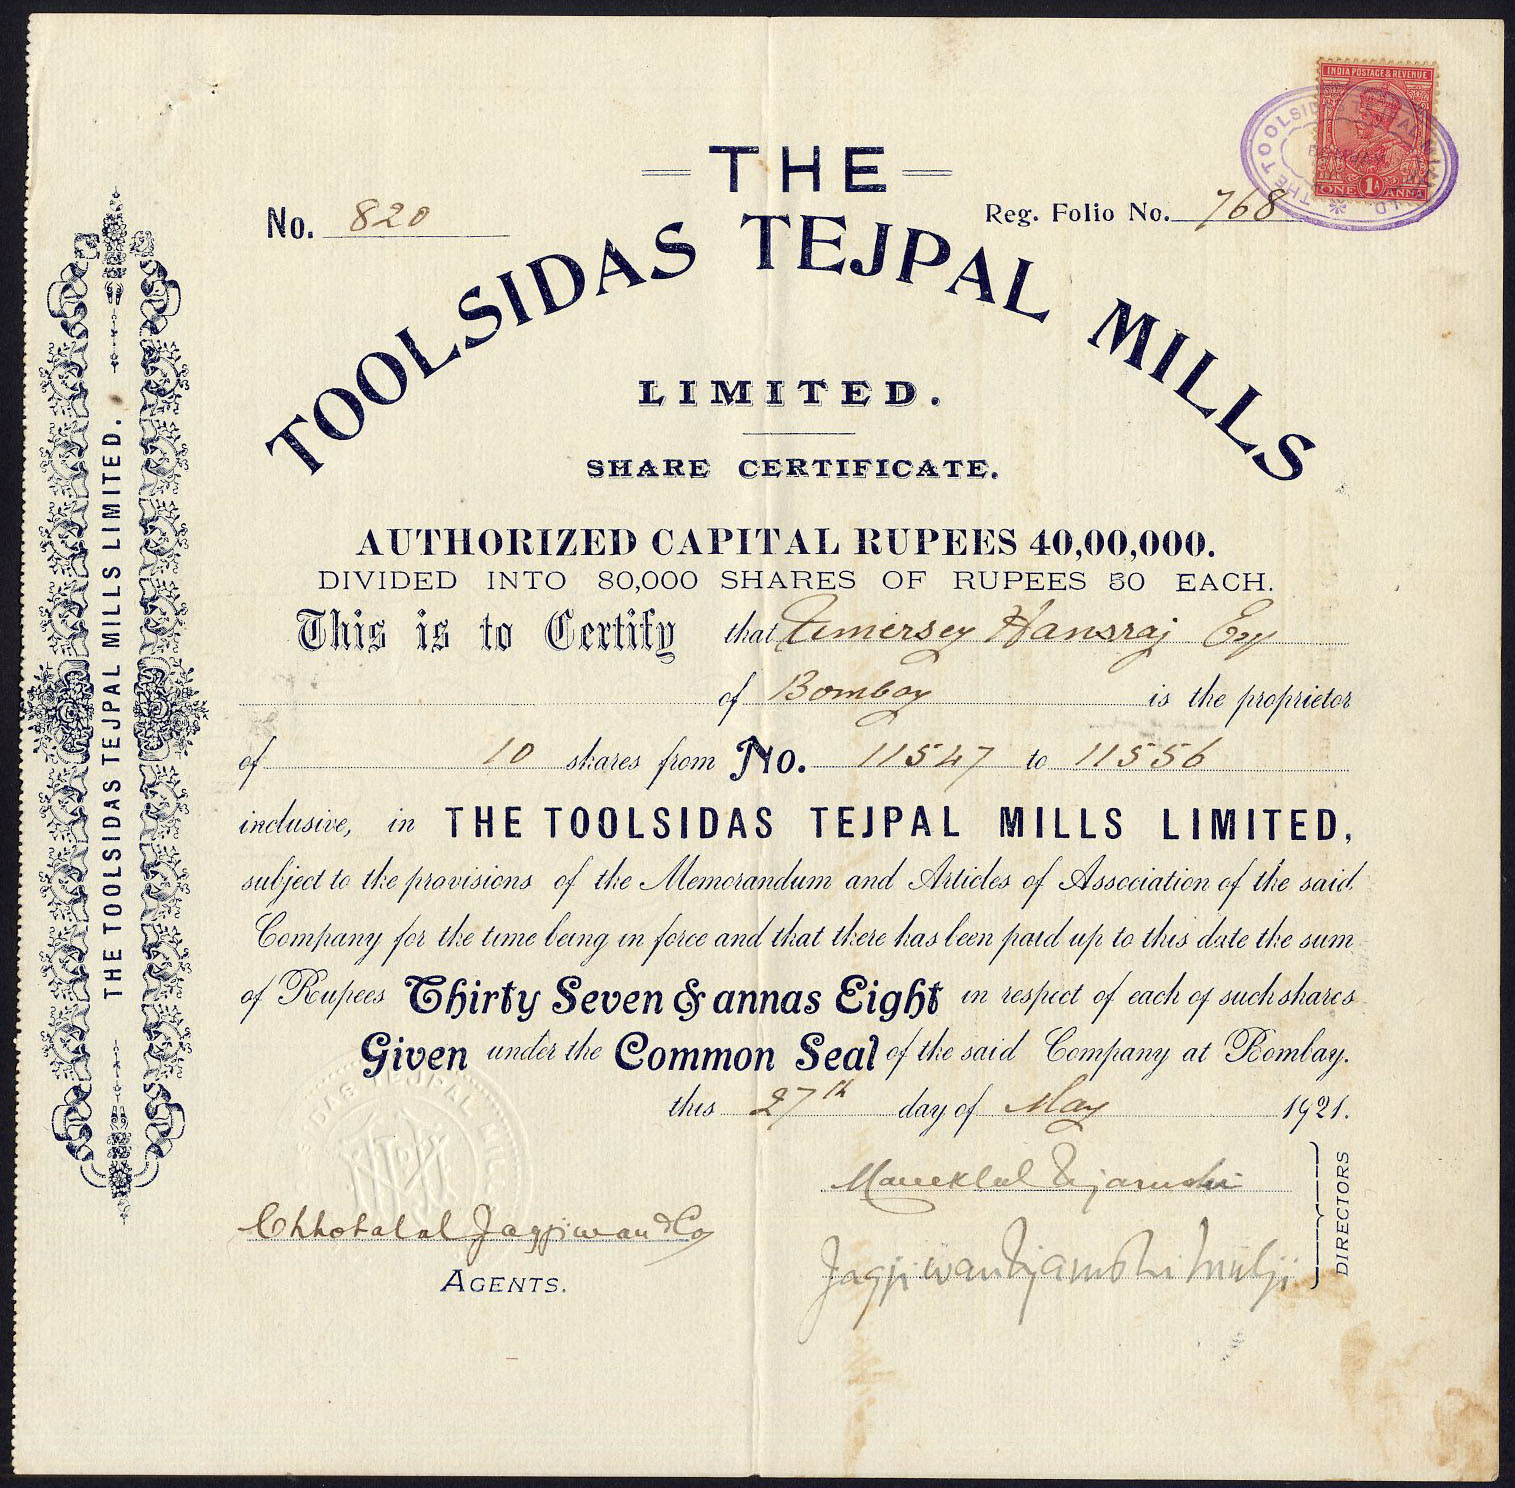 INDIA POSTAGE & REVENUE
ONE 1A ANNA
THE TOOLSIDAS TEJPAL MILLS LD
THE
No. 820
Reg. Folio No. 768
TOOLSIDAS TEJPAL MILLS
LIMITED.
SHARE CERTIFICATE.
AUTHORIZED CAPITAL RUPEES 40,00,000.
DIVIDED INTO 80,000 SHARES OF RUPEES 50 EACH.
This is to Certify that Umersey Hansraj Esq
of Bombay is the proprietor
of 10 shares from No. 11547 to 11556
inclusive, in THE TOOLSIDAS TEJPAL MILLS LIMITED,
subject to the provisions of the Memorandum and Articles of Association of the said
Company for the time being in force and that there has been paid up to this date the sum
of Rupees Thirty Seven & annas Eight in respect of each of such shares
Given under the Common Seal of the said Company at Bombay.
this 27th day of May 1921.
Chhotalal Jagjiwan & Co
AGENTS.
DIRECTORS
THE TOOLSIDAS TEJPAL MILLS LIMITED.